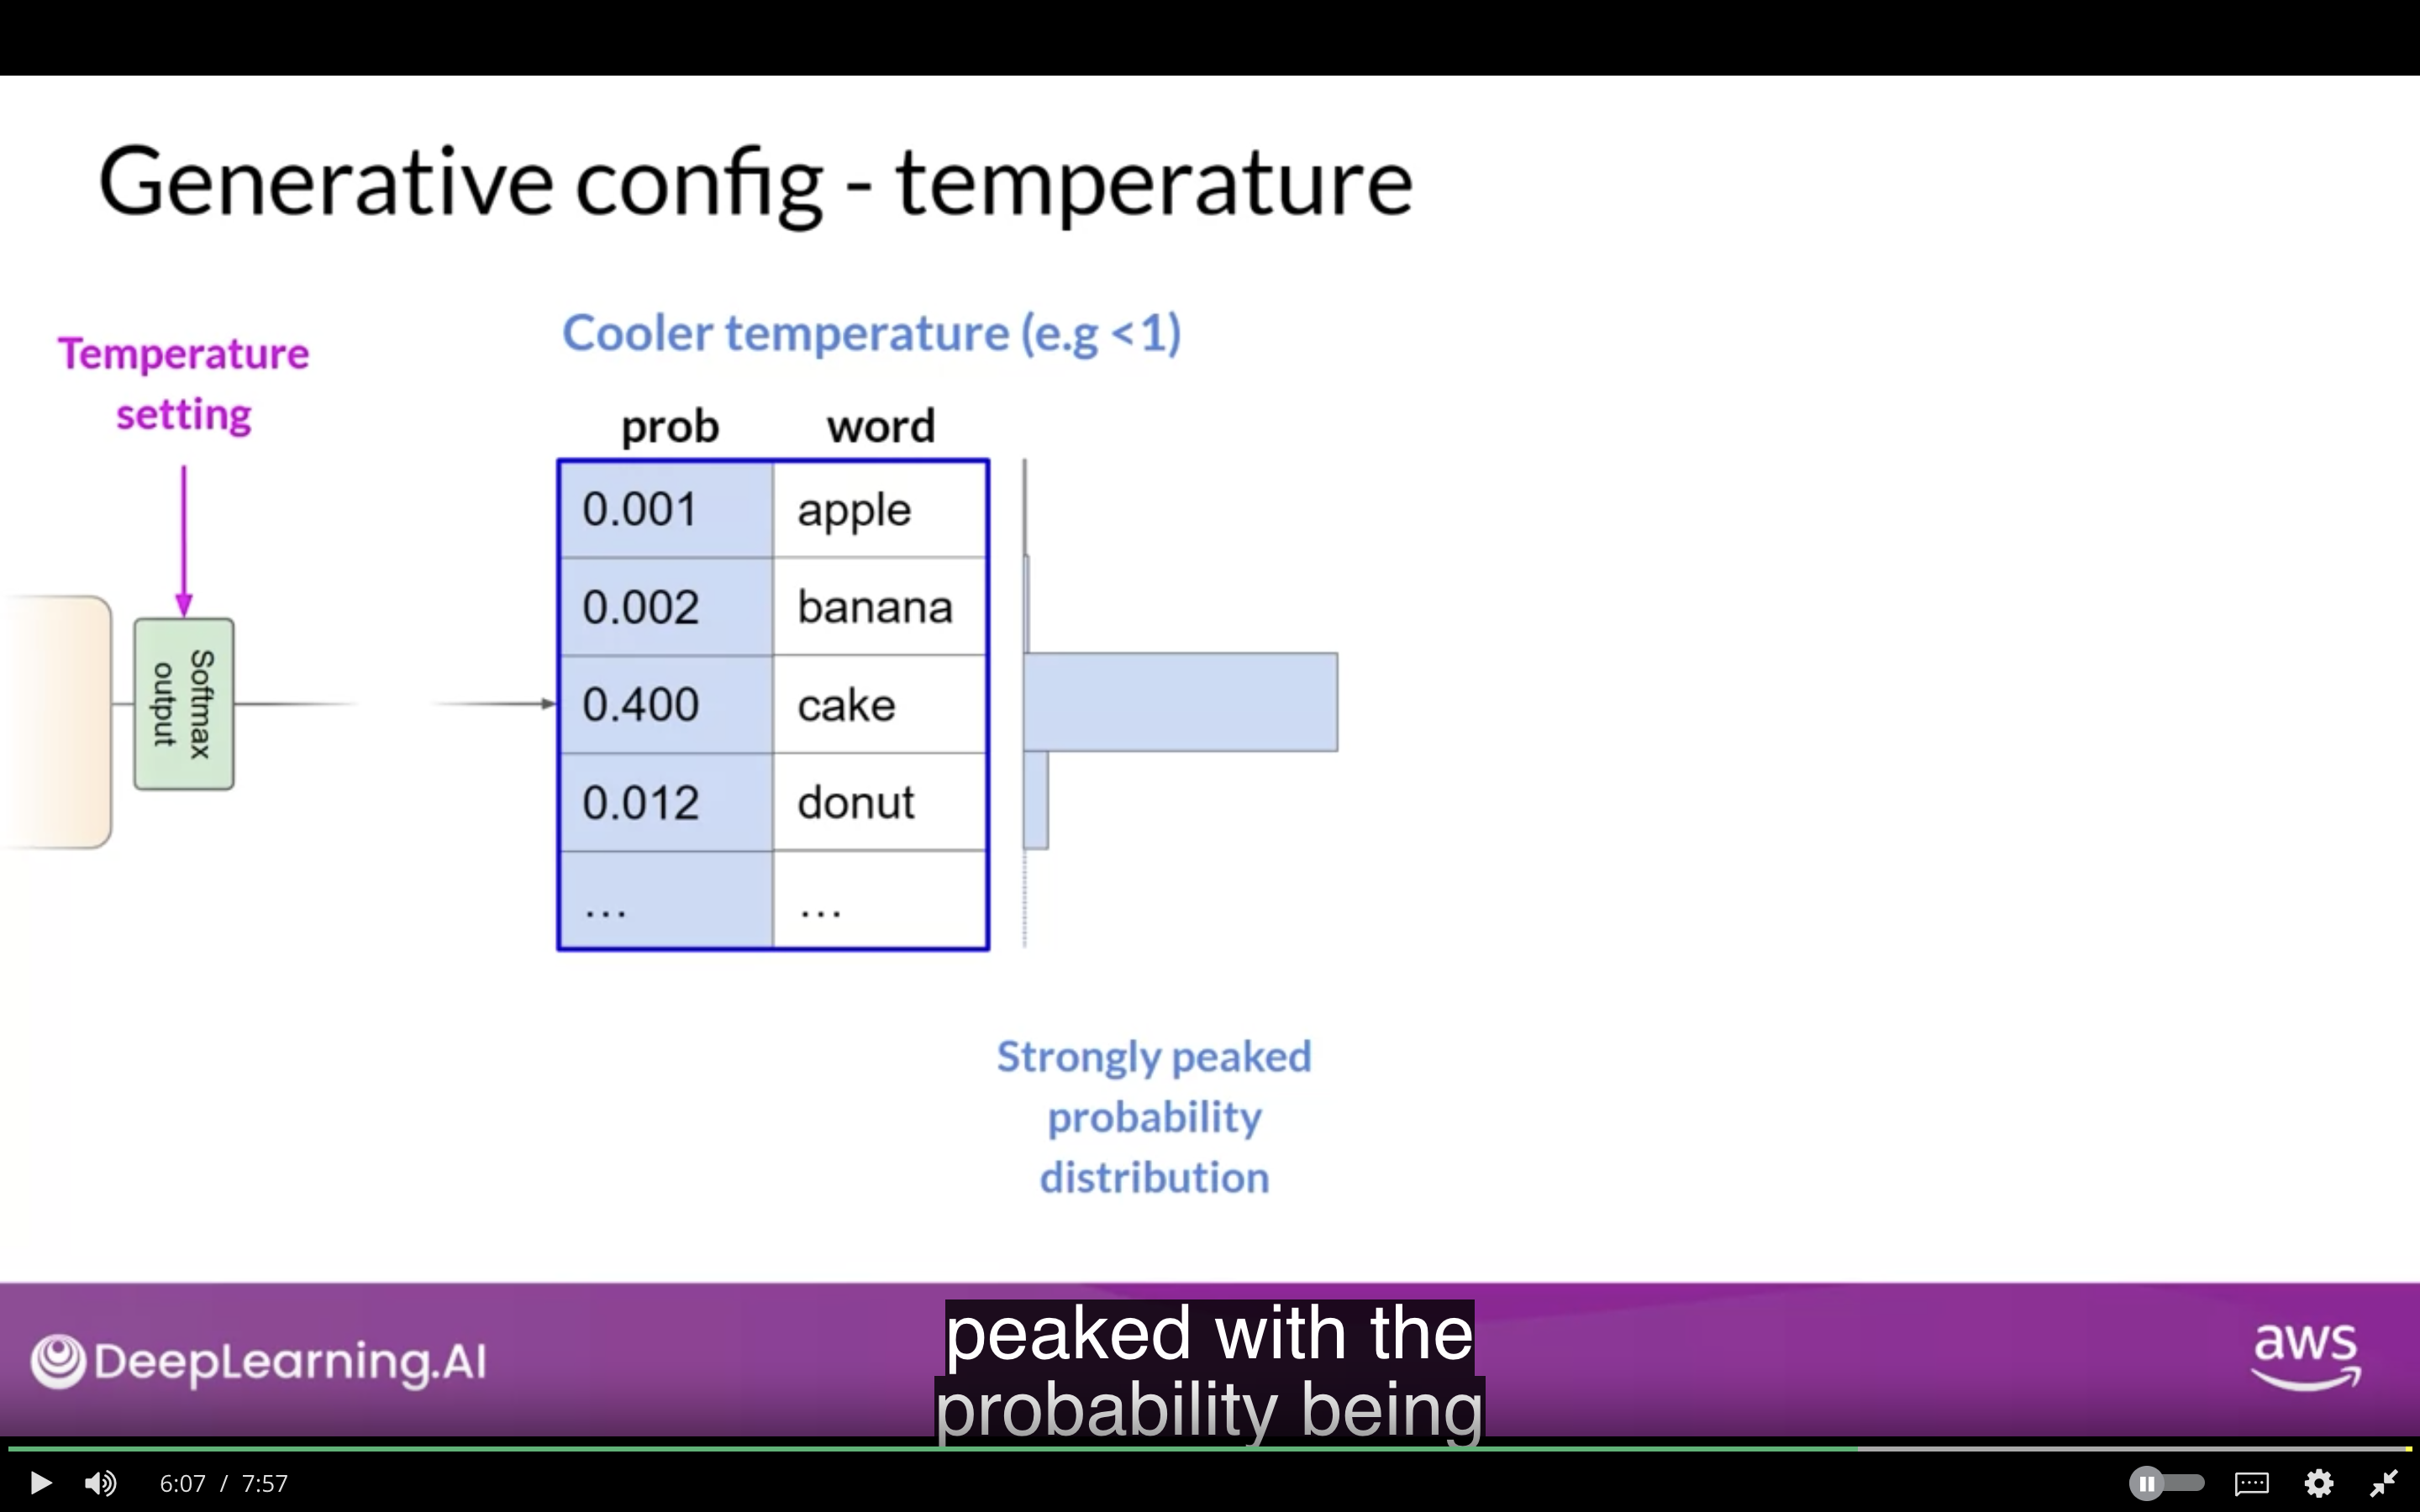 Generative config - temperature
Temperature
setting
Cooler temperature (e.g <1)
prob word
0.001 apple
0.002 banana
0.400 cake
0.012 donut
... ...
Softmax
output
Strongly peaked
probability
distribution
DeepLearning.AI
peaked with the
probability being
aws
6:07 / 7:57